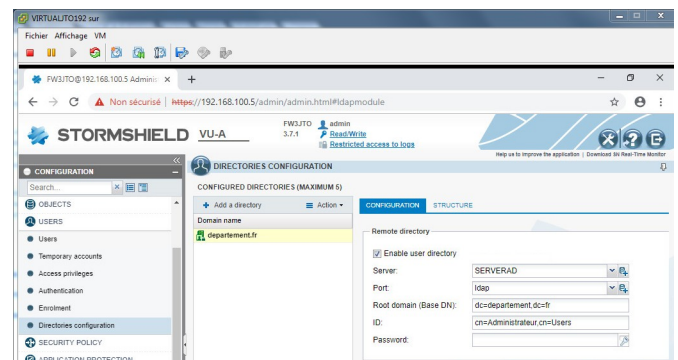 VIRTUALITO192 sur
Fichier Affichage VM
FW3JTO@192.168.100.5 Adminis
Non sécurisé | https://192.168.100.5/admin/admin.html#ldapmodule
STORMSHIELD VU-A
FW3JTO
3.7.1
admin
Read/Write
Restricted access to logs
Help us to improve the application | Download SN Real-Time Monitor
CONFIGURATION
Search...
OBJECTS
USERS
Users
Temporary accounts
Access privileges
Authentication
Enrolment
Directories configuration
SECURITY POLICY
APPLICATION PROTECTION
DIRECTORIES CONFIGURATION
CONFIGURED DIRECTORIES (MAXIMUM 5)
+ Add a directory Action
Domain name
departement.fr
CONFIGURATION STRUCTURE
Remote directory
Enable user directory
Server: SERVERAD
Port: ldap
Root domain (Base DN): dc=departement,dc=fr
ID: cn=Administrateur,cn=Users
Password: